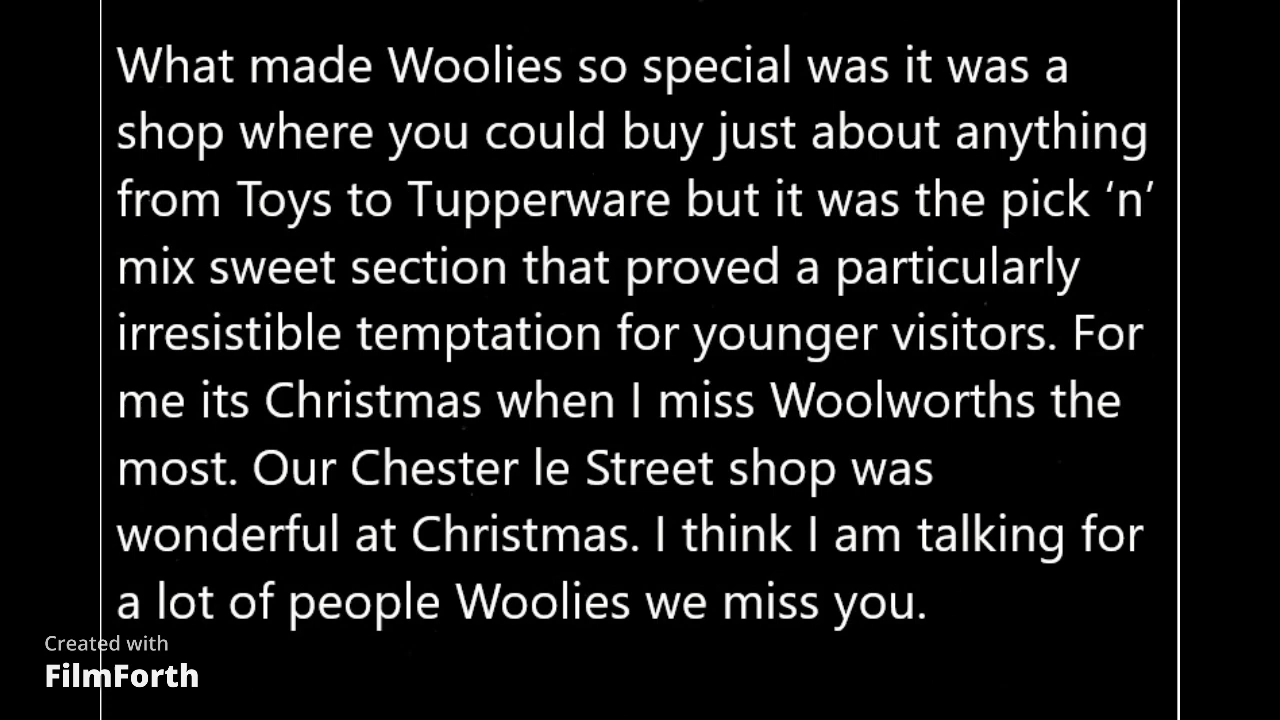 What made Woolies so special was it was a
shop where you could buy just about anything
from Toys to Tupperware but it was the pick ‘n’
mix sweet section that proved a particularly
irresistible temptation for younger visitors. For
me its Christmas when I miss Woolworths the
most. Our Chester le Street shop was
wonderful at Christmas. I think I am talking for
a lot of people Woolies we miss you.
Created with
FilmForth